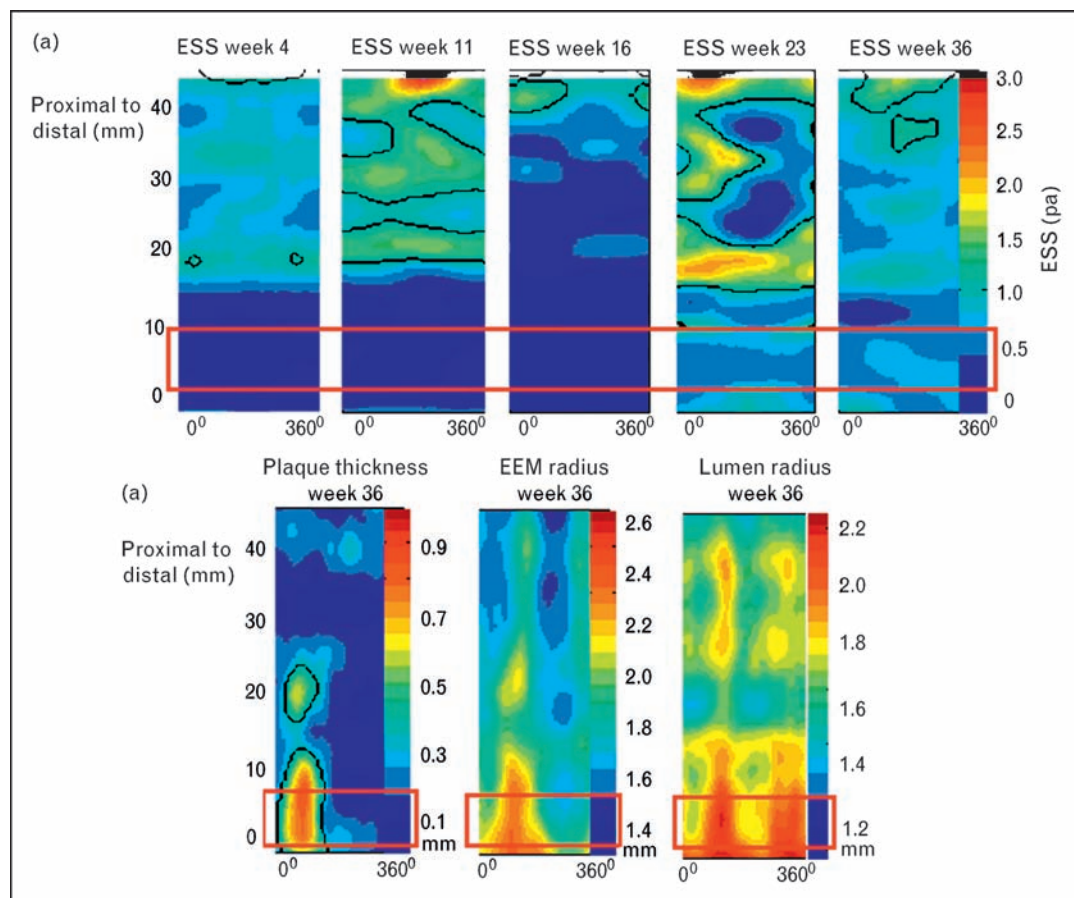 (a)
ESS week 4 ESS week 11 ESS week 16 ESS week 23 ESS week 36
Proximal to
distal (mm)
40
30
20
10
0
3.0
2.5
2.0
1.5
1.0
0.5
0
ESS (pa)
0⁰ 360⁰ 0⁰ 360⁰ 0⁰ 360⁰ 0⁰ 360⁰ 0⁰ 360⁰
(a)
Plaque thickness
week 36
EEM radius
week 36
Lumen radius
week 36
Proximal to
distal (mm)
40
30
20
10
0
0.9
0.7
0.5
0.3
0.1
mm
2.6
2.4
2.2
2.0
1.8
1.6
1.4
mm
2.2
2.0
1.8
1.6
1.4
1.2
mm
0⁰ 360⁰ 0⁰ 360⁰ 0⁰ 360⁰